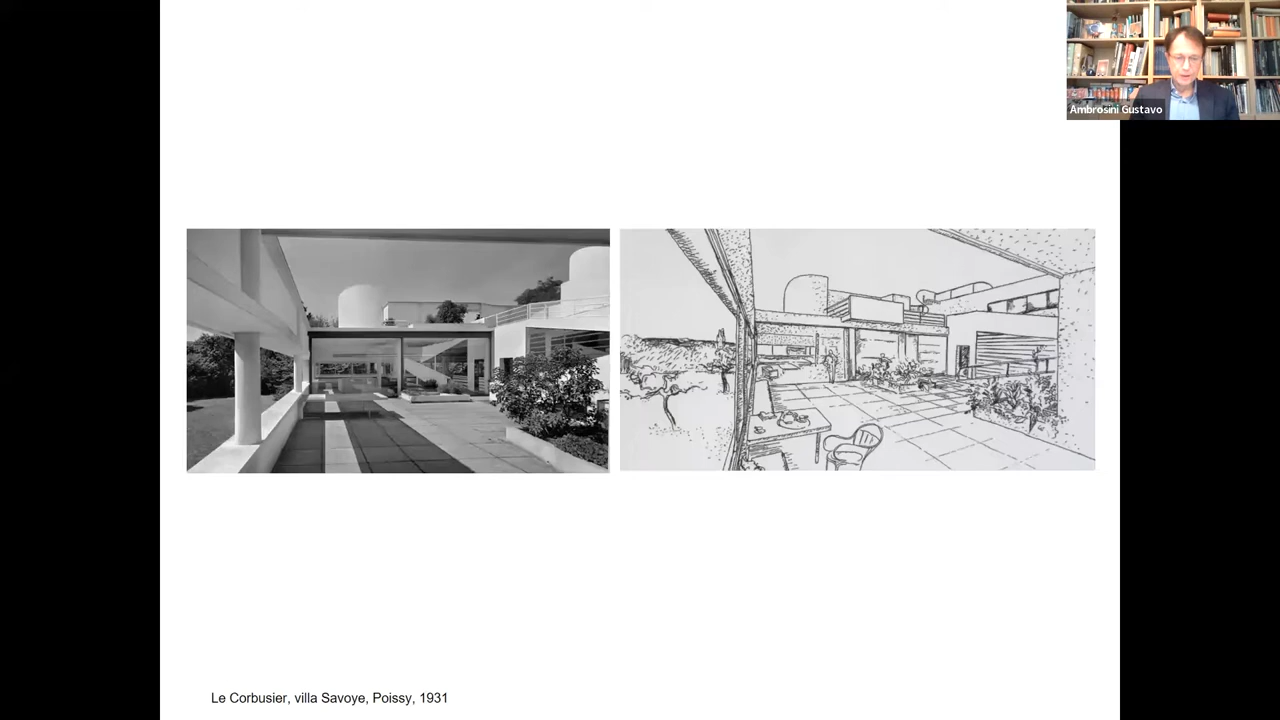 Ambrosini Gustavo
Le Corbusier, villa Savoye, Poissy, 1931